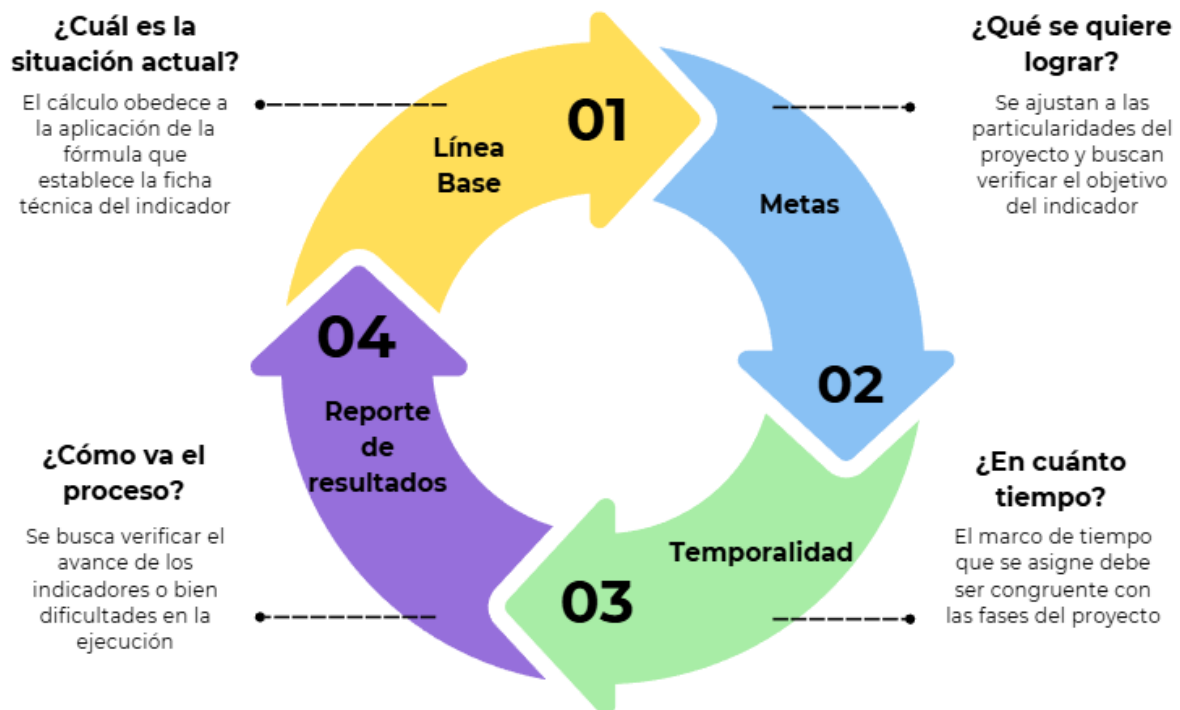 ¿Cuál es la
situación actual?
El cálculo obedece a
la aplicación de la
fórmula que
establece la ficha
técnica del indicador
01
Línea
Base
¿Qué se quiere
lograr?
Se ajustan a las
particularidades del
proyecto y buscan
verificar el objetivo
del indicador
Metas
02
¿En cuánto
tiempo?
El marco de tiempo
que se asigne debe
ser congruente con
las fases del proyecto
Temporalidad
03
04
Reporte
de
resultados
¿Cómo va el
proceso?
Se busca verificar el
avance de los
indicadores o bien
dificultades en la
ejecución